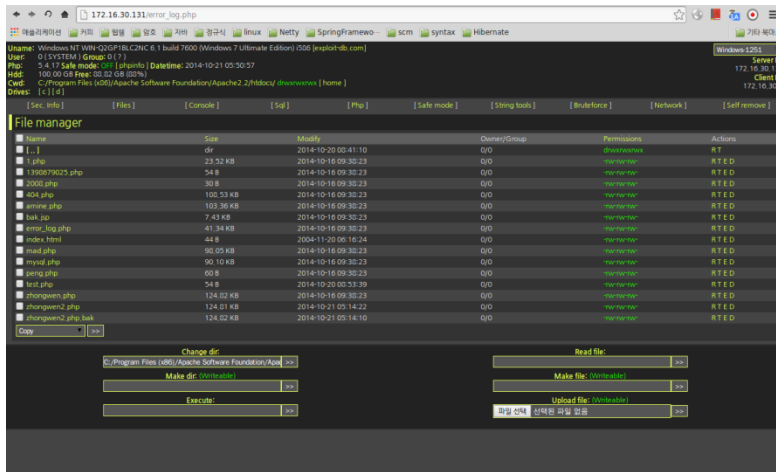 172.16.30.131/error_log.php
애플리케이션 커피 웹쉘 암호 자바 정규식 linux Netty SpringFramewo… scm syntax Hibernate 기타 북마
Uname: Windows NT WIN-Q2GP1BLC2NC 6.1 build 7600 (Windows 7 Ultimate Edition) i586 [exploit-db.com] Windows-1251
User: 0 ( SYSTEM ) Group: 0 ( ? ) Server
Php: 5.4.17 Safe mode: OFF [ phpinfo ] Datetime: 2014-10-21 05:50:57 172.16.30.1
Hdd: 100.00 GB Free: 88.82 GB (88%) Client
Cwd: C:/Program Files (x86)/Apache Software Foundation/Apache2.2/htdocs/ drwxrwxrwx [ home ] 172.16.30
Drives: [ c ] [ d ]
[ Sec. Info ] [ Files ] [ Console ] [ Sql ] [ Php ] [ Safe mode ] [ String tools ] [ Bruteforce ] [ Network ] [ Self remove ]
File manager
Name Size Modify Owner/Group Permissions Actions
[ .. ] dir 2014-10-20 08:41:10 0/0 drwxrwxrwx R T
1.php 23.52 KB 2014-10-16 09:38:23 0/0 -rw-rw-rw- R T E D
1398679025.php 54 B 2014-10-16 09:38:23 0/0 -rw-rw-rw- R T E D
2008.php 30 B 2014-10-16 09:38:23 0/0 -rw-rw-rw- R T E D
404.php 108.53 KB 2014-10-16 09:38:23 0/0 -rw-rw-rw- R T E D
amine.php 103.36 KB 2014-10-16 09:38:23 0/0 -rw-rw-rw- R T E D
bak.jsp 7.43 KB 2014-10-16 09:38:23 0/0 -rw-rw-rw- R T E D
error_log.php 41.34 KB 2014-10-16 09:38:23 0/0 -rw-rw-rw- R T E D
index.html 44 B 2004-11-20 06:16:24 0/0 -rw-rw-rw- R T E D
mad.php 98.05 KB 2014-10-16 09:38:23 0/0 -rw-rw-rw- R T E D
mysql.php 90.10 KB 2014-10-16 09:38:23 0/0 -rw-rw-rw- R T E D
peng.php 60 B 2014-10-16 09:38:23 0/0 -rw-rw-rw- R T E D
test.php 54 B 2014-10-20 08:53:39 0/0 -rw-rw-rw- R T E D
zhongwen.php 124.82 KB 2014-10-16 09:38:23 0/0 -rw-rw-rw- R T E D
zhongwen2.php 124.81 KB 2014-10-21 05:14:22 0/0 -rw-rw-rw- R T E D
zhongwen2.php.bak 124.82 KB 2014-10-21 05:14:10 0/0 -rw-rw-rw- R T E D
Copy >>
Change dir: Read file:
C:/Program Files (x86)/Apache Software Foundation/Apac >> >>
Make dir: (Writeable) Make file: (Writeable)
>> >>
Execute: Upload file: (Writeable)
>> 파일 선택 선택된 파일 없음 >>